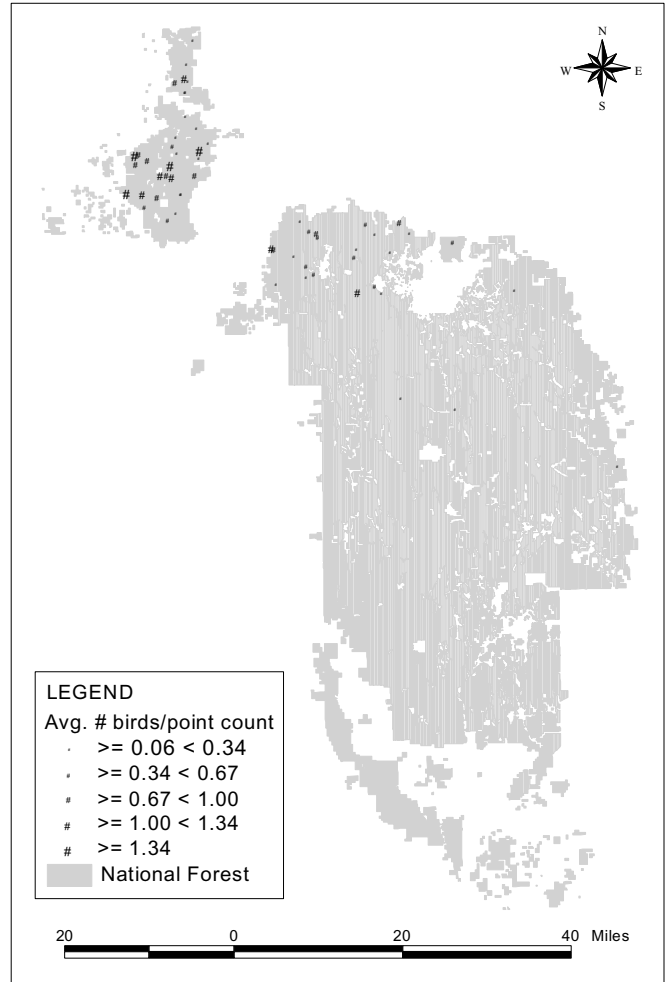 N
W E
S
LEGEND
Avg. # birds/point count
>= 0.06 < 0.34
# >= 0.34 < 0.67
# >= 0.67 < 1.00
# >= 1.00 < 1.34
# >= 1.34
National Forest
20 0 20 40 Miles